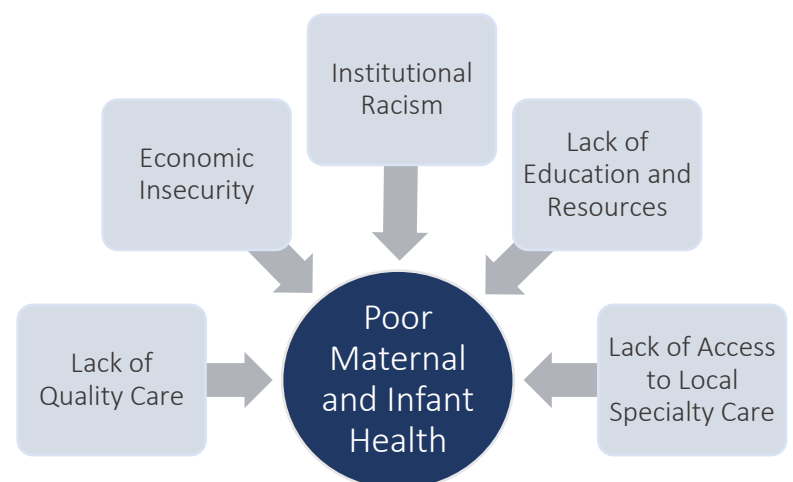 Institutional
Racism
Economic
Insecurity
Lack of
Education and
Resources
Lack of
Quality Care
Poor
Maternal
and Infant
Health
Lack of Access
to Local
Specialty Care